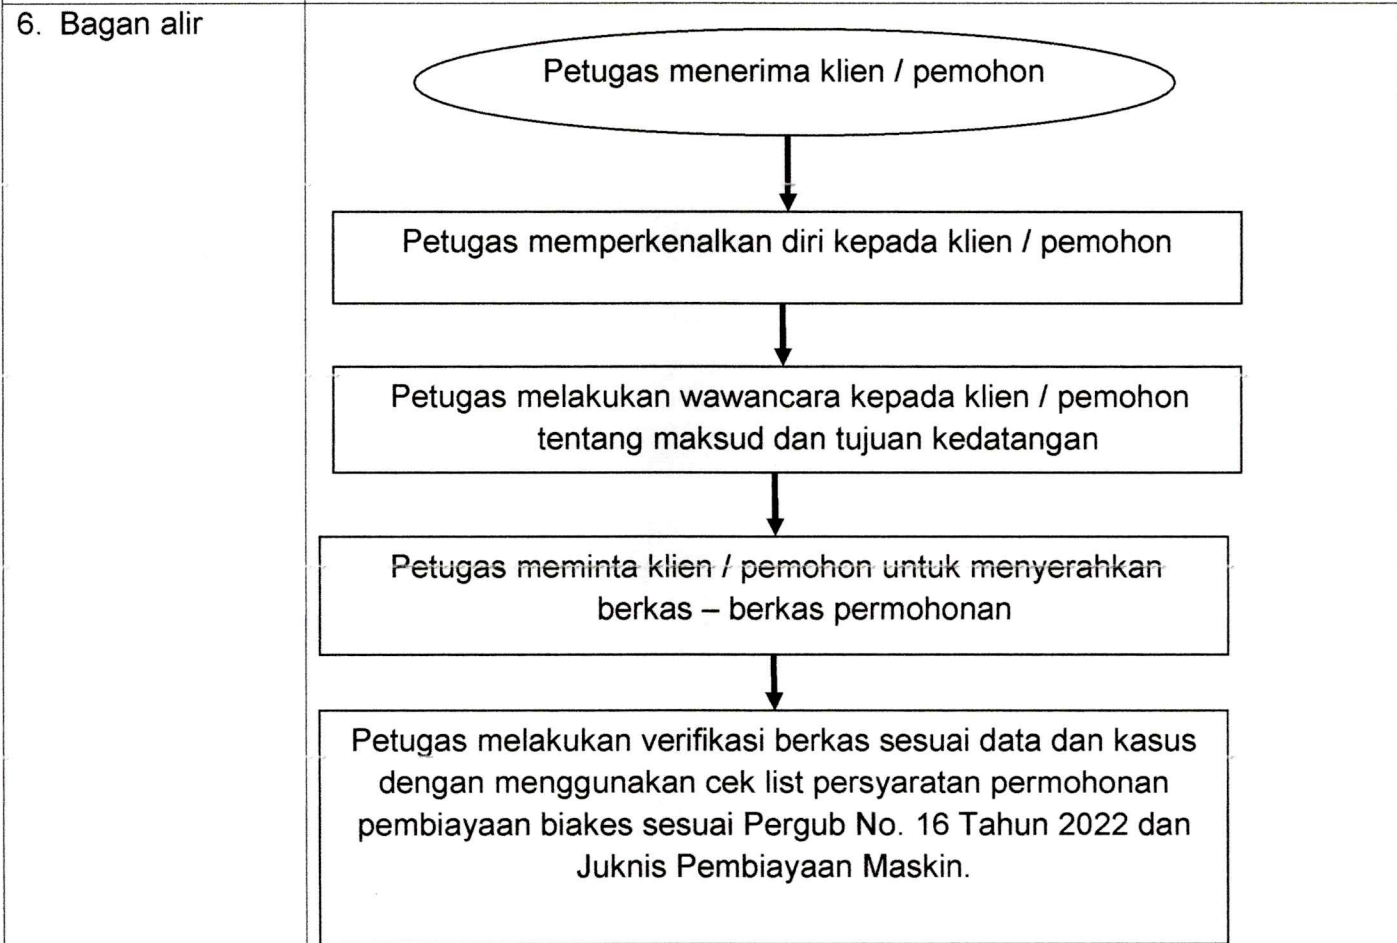 6. Bagan alir
Petugas menerima klien / pemohon
Petugas memperkenalkan diri kepada klien / pemohon
Petugas melakukan wawancara kepada klien / pemohon
tentang maksud dan tujuan kedatangan
Petugas meminta klien / pemohon untuk menyerahkan
berkas – berkas permohonan
Petugas melakukan verifikasi berkas sesuai data dan kasus
dengan menggunakan cek list persyaratan permohonan
pembiayaan biakes sesuai Pergub No. 16 Tahun 2022 dan
Juknis Pembiayaan Maskin.